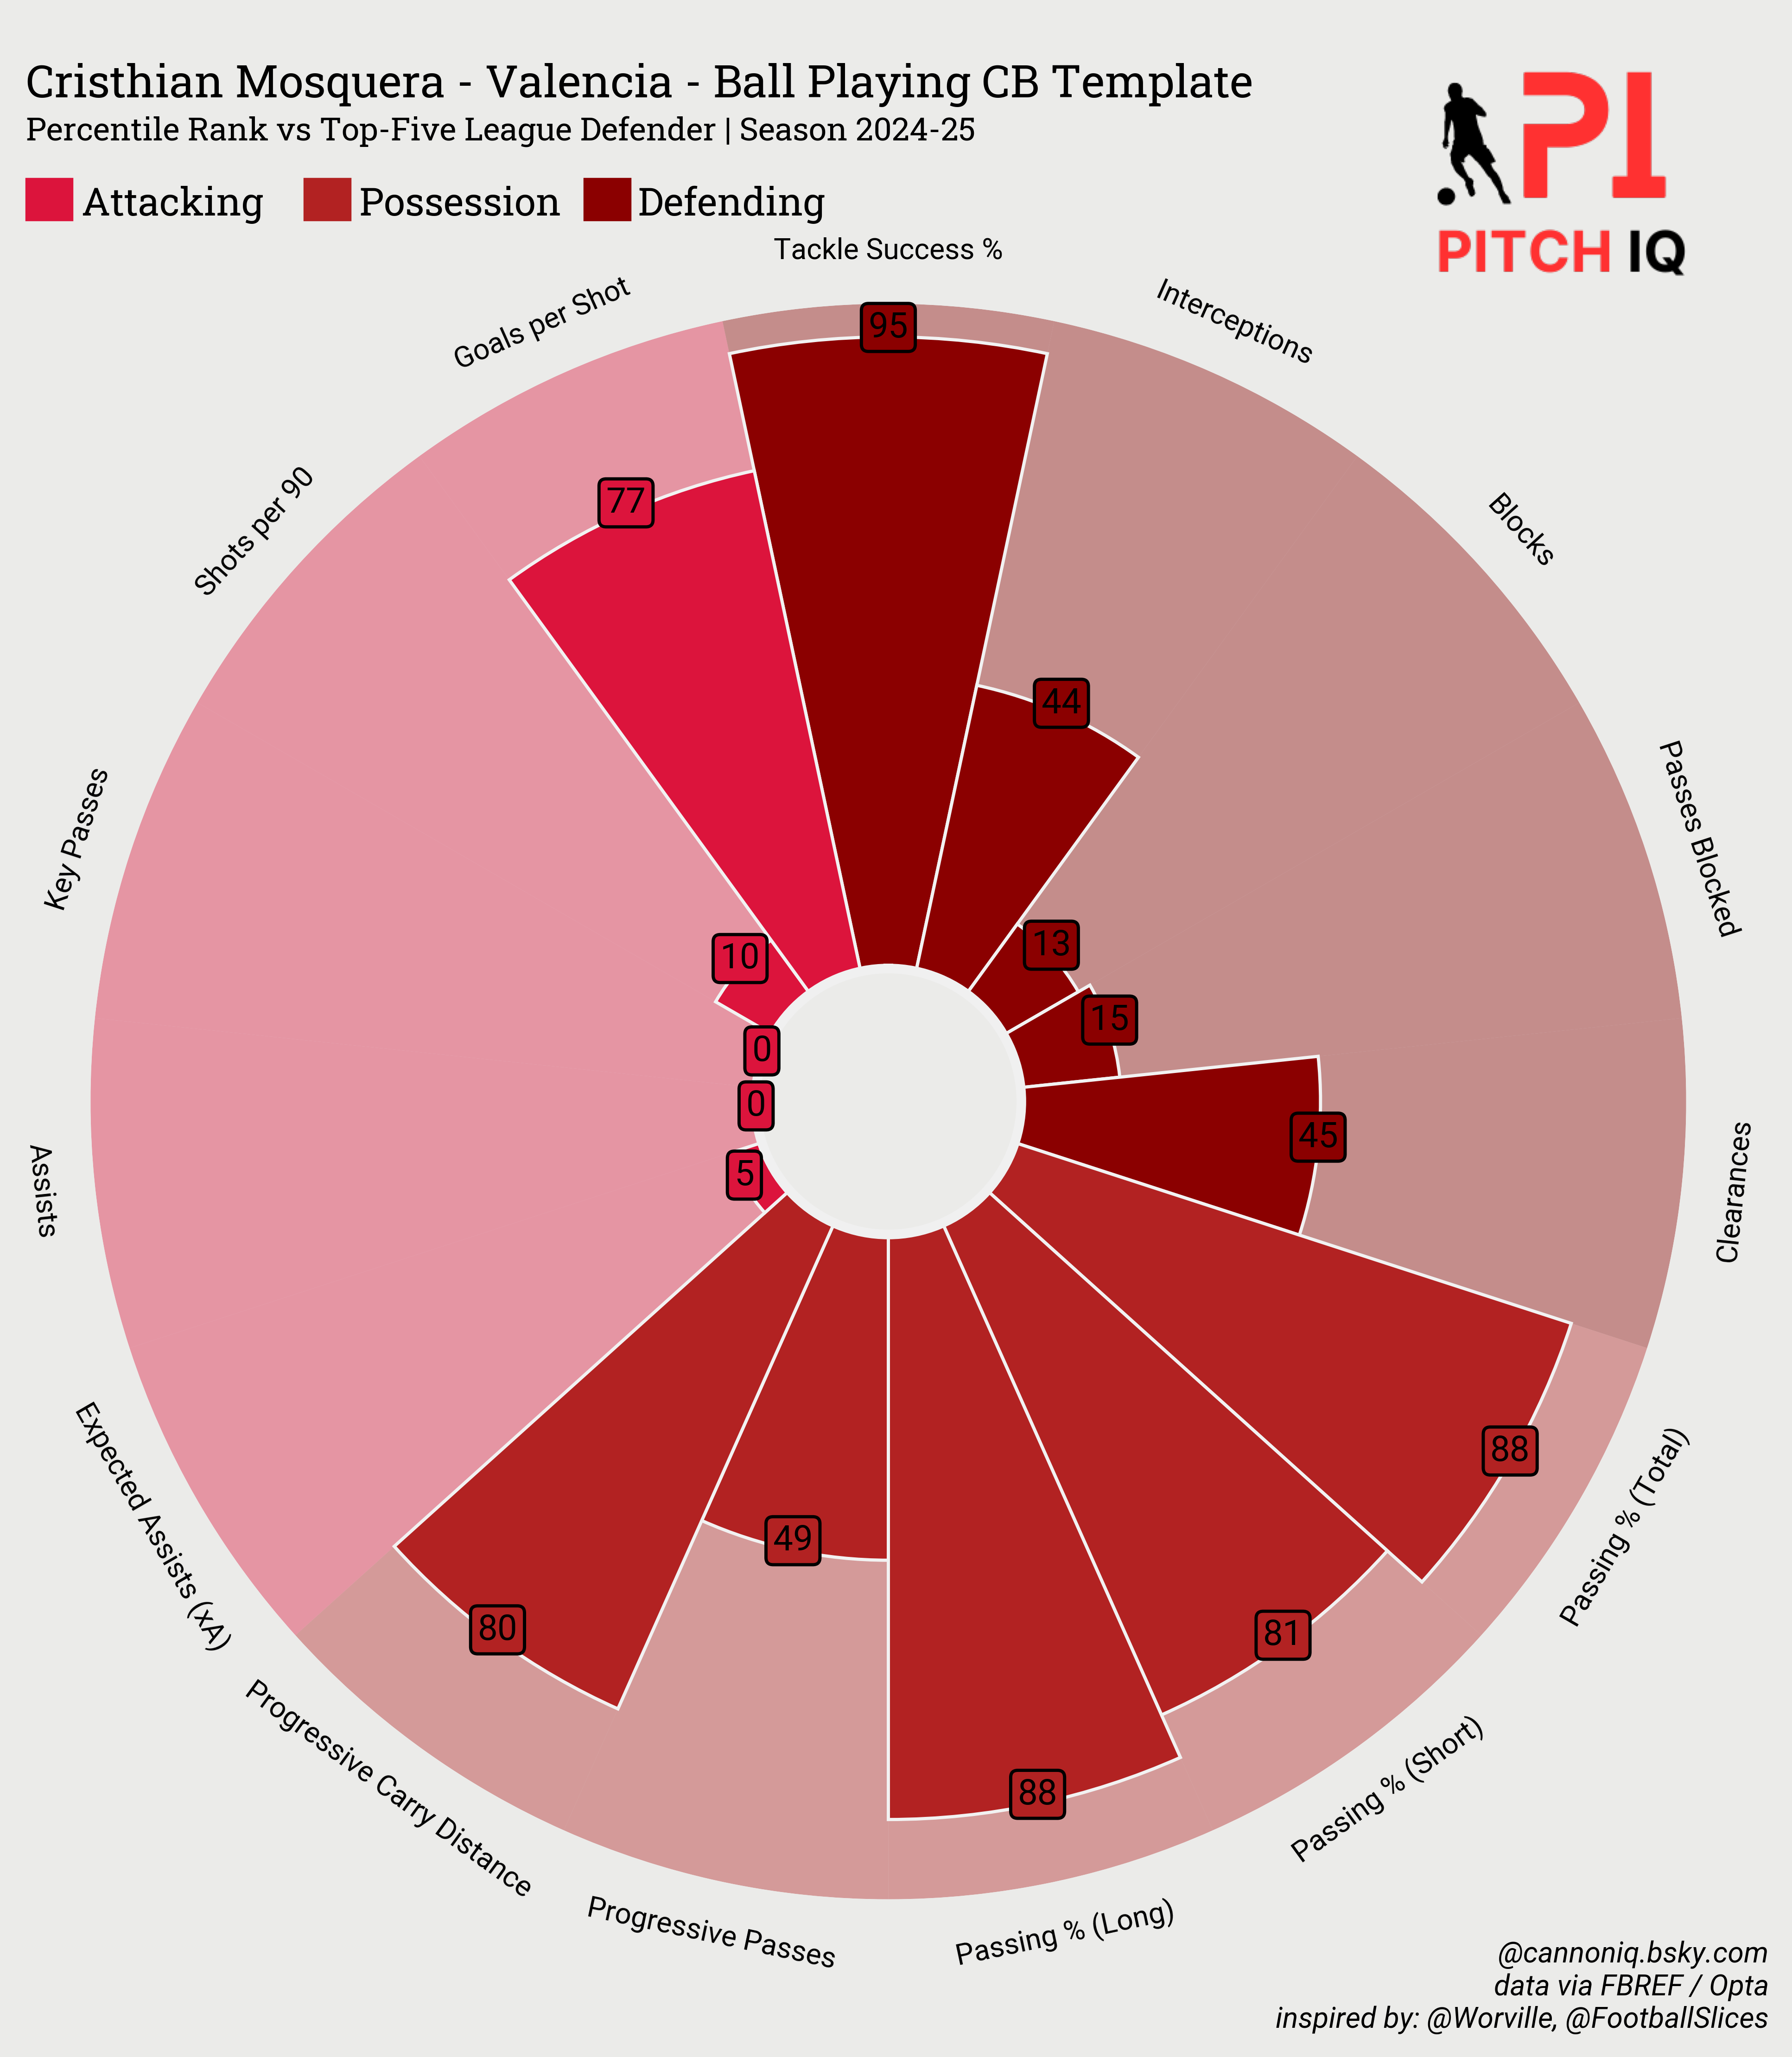 Cristhian Mosquera - Valencia - Ball Playing CB Template
Percentile Rank vs Top-Five League Defender | Season 2024-25
Attacking
Possession
Defending
PI
PITCH IQ
Tackle Success %
Interceptions
Blocks
Passes Blocked
Clearances
Passing % (Total)
Passing % (Short)
Passing % (Long)
Progressive Passes
Progressive Carry Distance
Expected Assists (xA)
Assists
Key Passes
Shots per 90
Goals per Shot
95
44
13
15
45
88
81
88
49
80
5
0
0
10
77
@cannoniq.bsky.com
data via FBREF / Opta
inspired by: @Worville, @FootballSlices